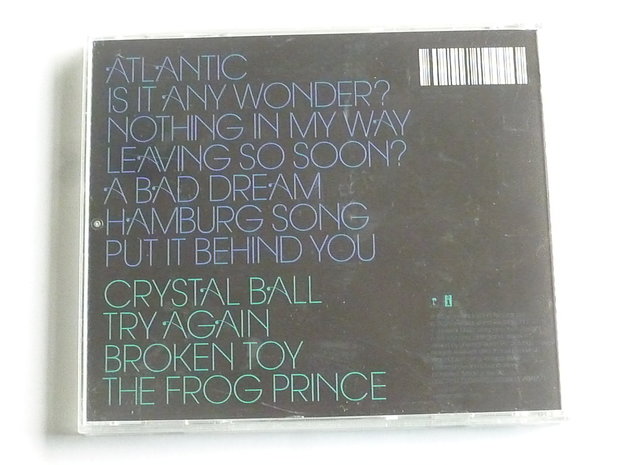 ATLANTIC
IS IT ANY WONDER?
NOTHING IN MY WAY
LEAVING SO SOON?
A BAD DREAM
HAMBURG SONG
PUT IT BEHIND YOU
CRYSTAL BALL
TRY AGAIN
BROKEN TOY
THE FROG PRINCE